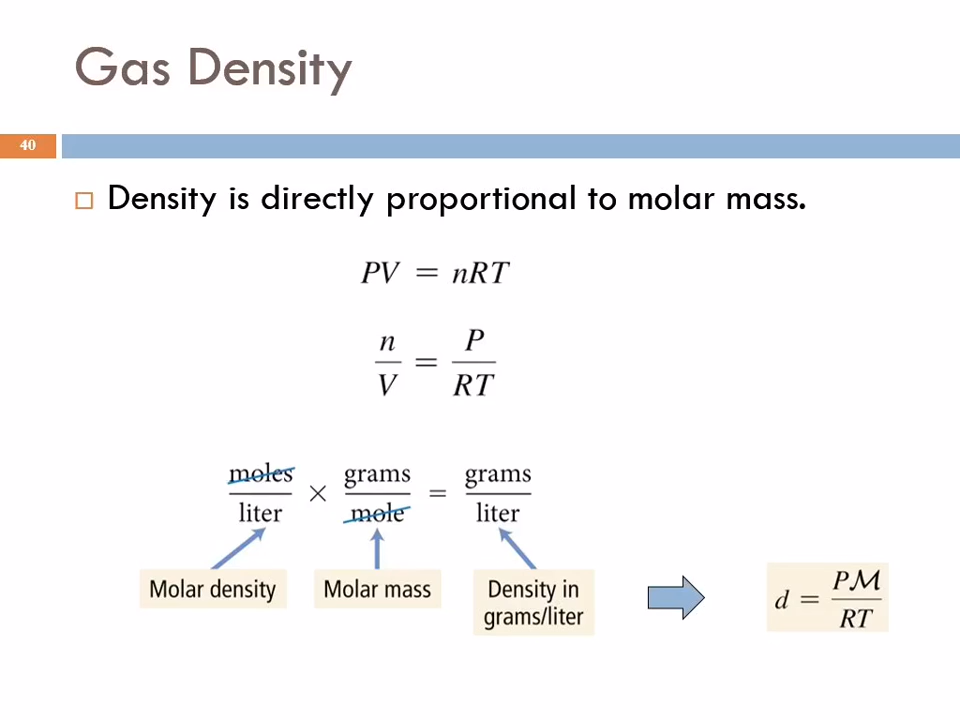 Gas Density
40
Density is directly proportional to molar mass.
PV = nRT
n/V = P/RT
moles/liter × grams/mole = grams/liter
Molar density
Molar mass
Density in
grams/liter
d = Pℳ/RT